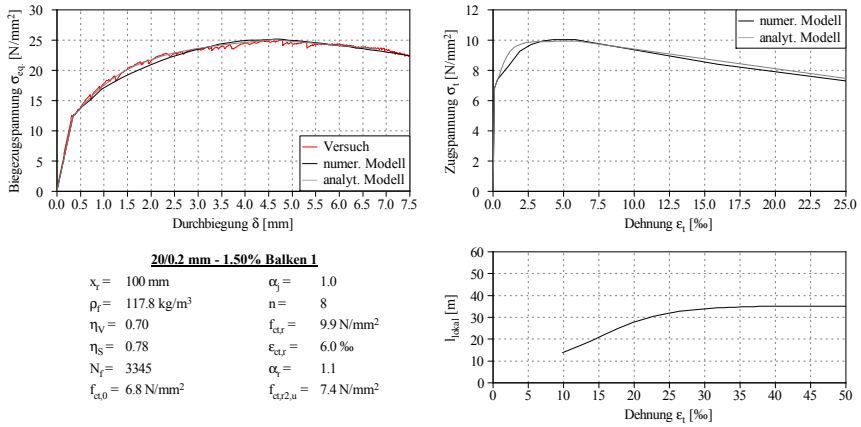 Biegezugspannung σeq [N/mm²]
30
25
20
15
10
5
0
0.0 0.5 1.0 1.5 2.0 2.5 3.0 3.5 4.0 4.5 5.0 5.5 6.0 6.5 7.0 7.5
Durchbiegung δ [mm]
Versuch
numer. Modell
analyt. Modell
Zugspannung σt [N/mm²]
12
10
8
6
4
2
0
0.0 2.5 5.0 7.5 10.0 12.5 15.0 17.5 20.0 22.5 25.0
Dehnung εt [‰]
numer. Modell
analyt. Modell
20/0.2 mm - 1.50% Balken 1
xr = 100 mm αj = 1.0
ρf = 117.8 kg/m³ n = 8
ηV = 0.70 fct,r = 9.9 N/mm²
ηS = 0.78 εct,r = 6.0 ‰
Nf = 3345 αr = 1.1
fct,0 = 6.8 N/mm² fct,r2,u = 7.4 N/mm²
llokal [m]
60
50
40
30
20
10
0
0 5 10 15 20 25 30 35 40 45 50
Dehnung εt [‰]